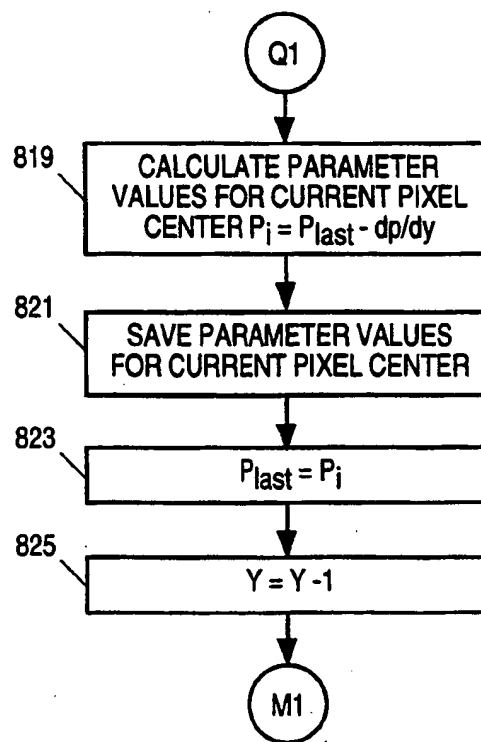 Q1
819
CALCULATE PARAMETER
VALUES FOR CURRENT PIXEL
CENTER Pi = Plast - dp/dy
821
SAVE PARAMETER VALUES
FOR CURRENT PIXEL CENTER
823
Plast = Pi
825
Y = Y -1
M1